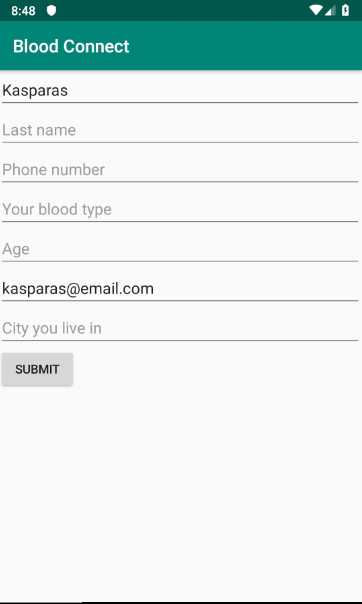 8:48
Blood Connect
Kasparas
Last name
Phone number
Your blood type
Age
kasparas@email.com
City you live in
SUBMIT